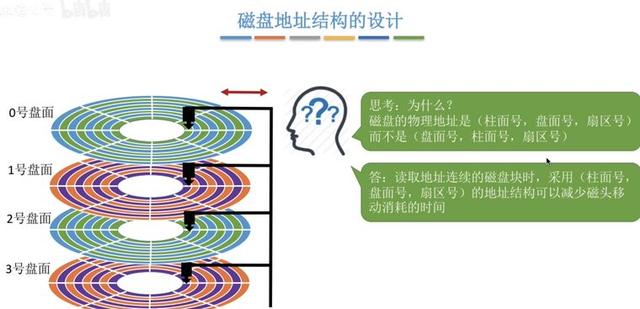 磁盘地址结构的设计
0号盘面
1号盘面
2号盘面
3号盘面
???
思考：为什么？
磁盘的物理地址是（柱面号，盘面号，扇区号）
而不是（盘面号，柱面号，扇区号）
答：读取地址连续的磁盘块时，采用（柱面号，
盘面号，扇区号）的地址结构可以减少磁头移
动消耗的时间